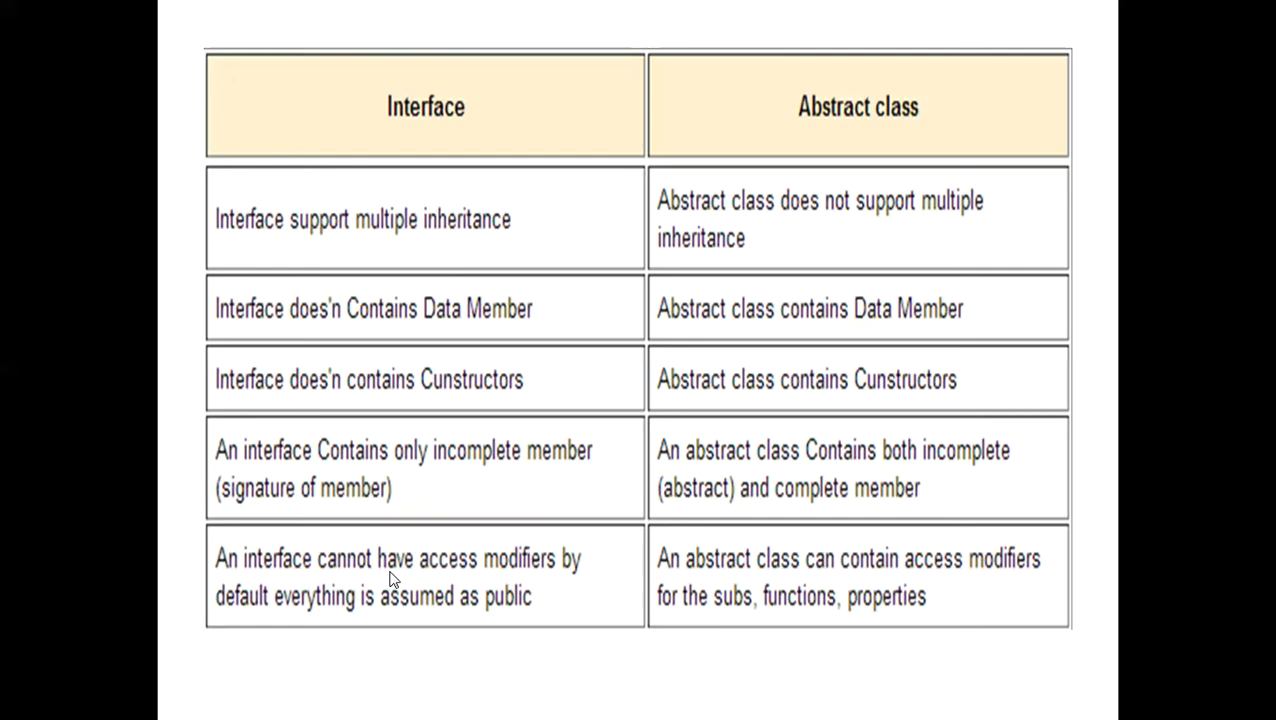 Interface
Abstract class
Interface support multiple inheritance
Abstract class does not support multiple
inheritance
Interface does'n Contains Data Member
Abstract class contains Data Member
Interface does'n contains Cunstructors
Abstract class contains Cunstructors
An interface Contains only incomplete member
(signature of member)
An abstract class Contains both incomplete
(abstract) and complete member
An interface cannot have access modifiers by
default everything is assumed as public
An abstract class can contain access modifiers
for the subs, functions, properties